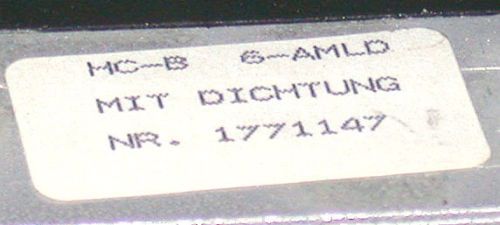 MC-B 6-AMLD
MIT DICHTUNG
NR. 1771147